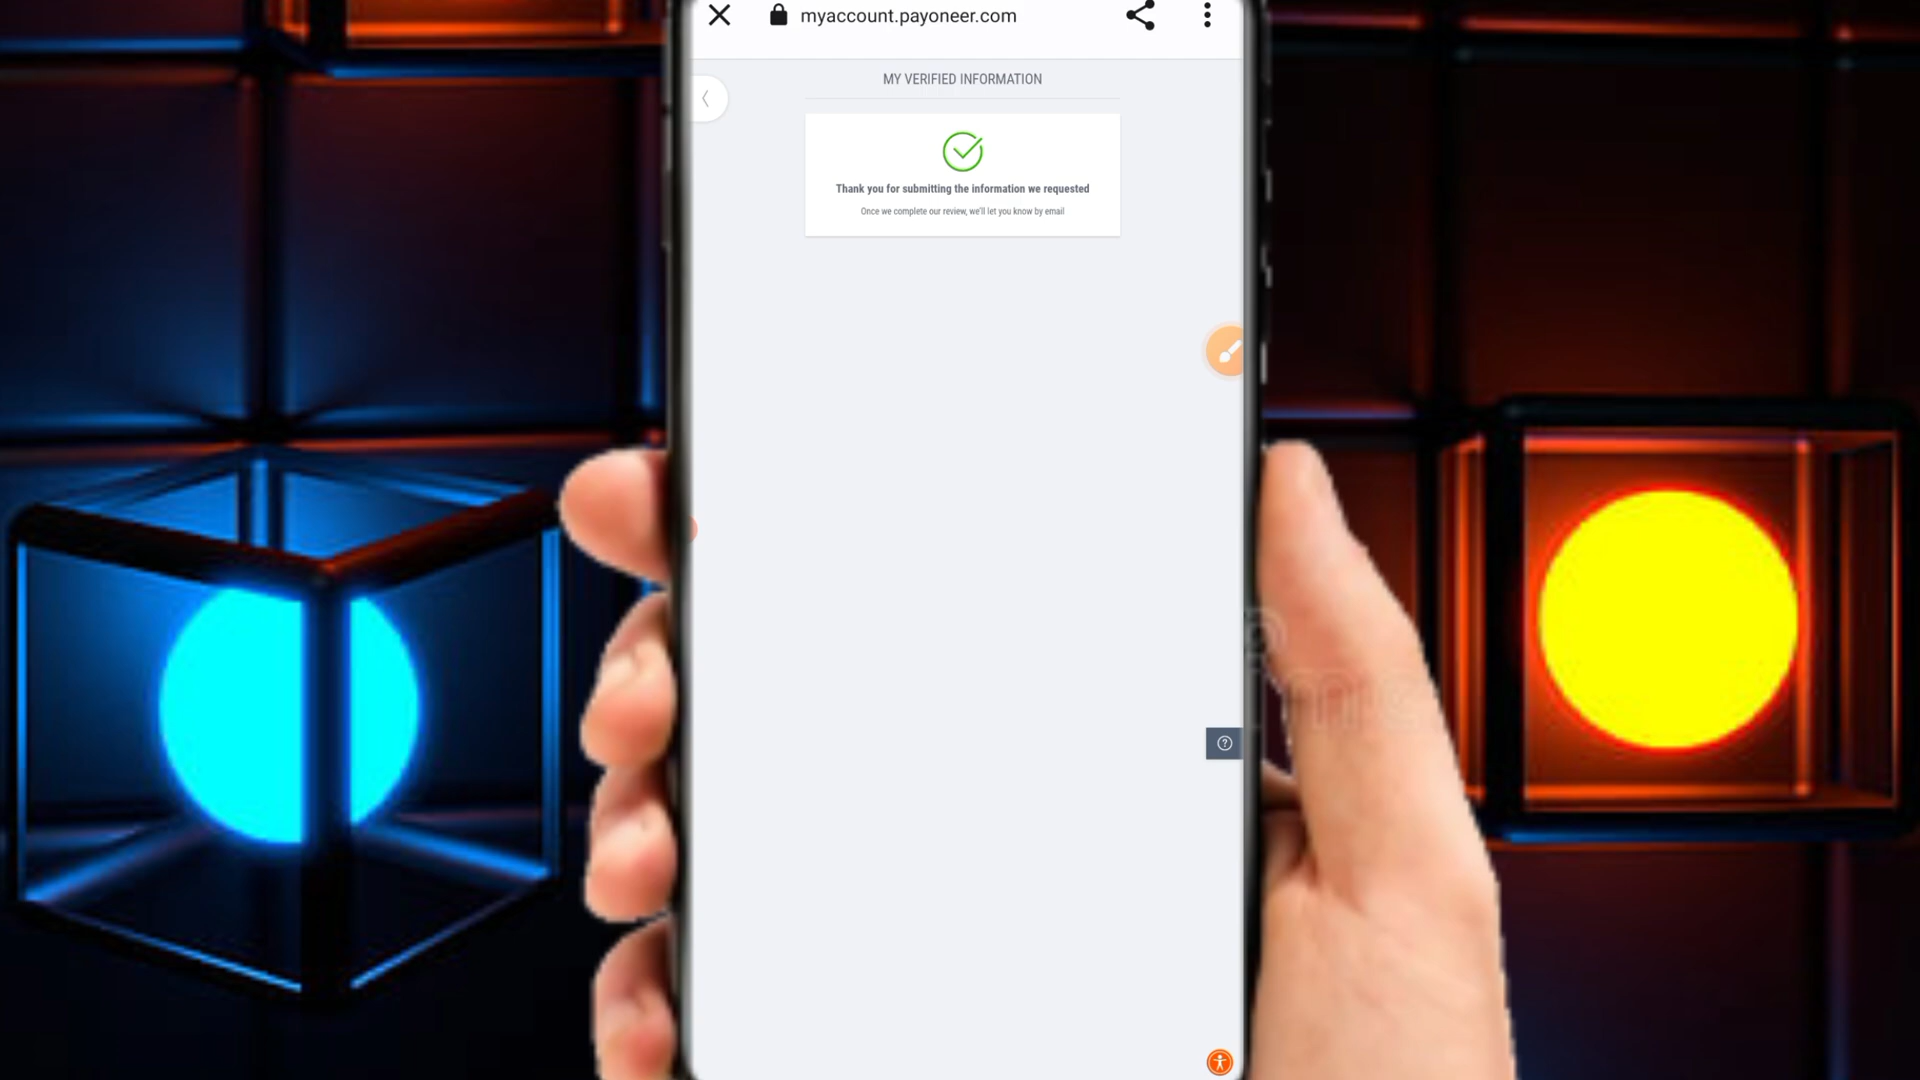 myaccount.payoneer.com
MY VERIFIED INFORMATION
Thank you for submitting the information we requested
Once we complete our review, we'll let you know by email